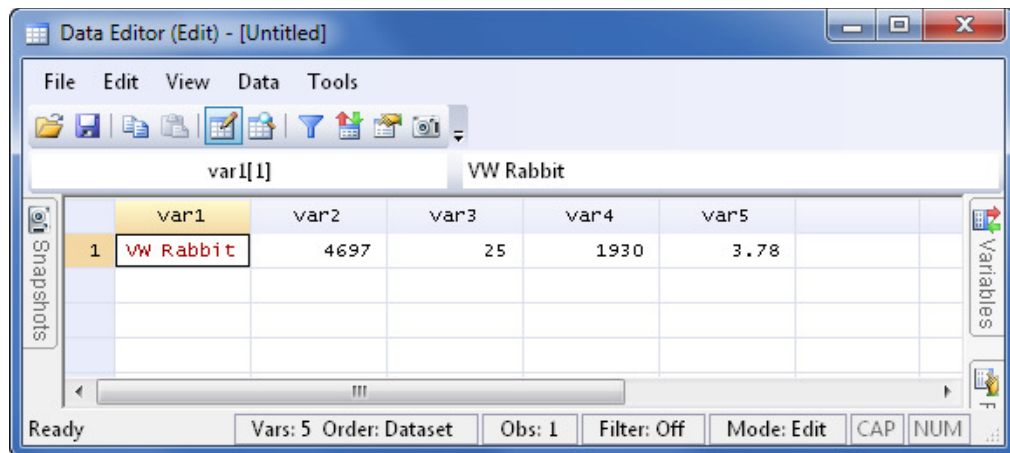 Data Editor (Edit) - [Untitled]
File Edit View Data Tools
var1[1] VW Rabbit
var1 var2 var3 var4 var5
1 VW Rabbit 4697 25 1930 3.78
Snapshots
Variables
Ready Vars: 5 Order: Dataset Obs: 1 Filter: Off Mode: Edit CAP NUM